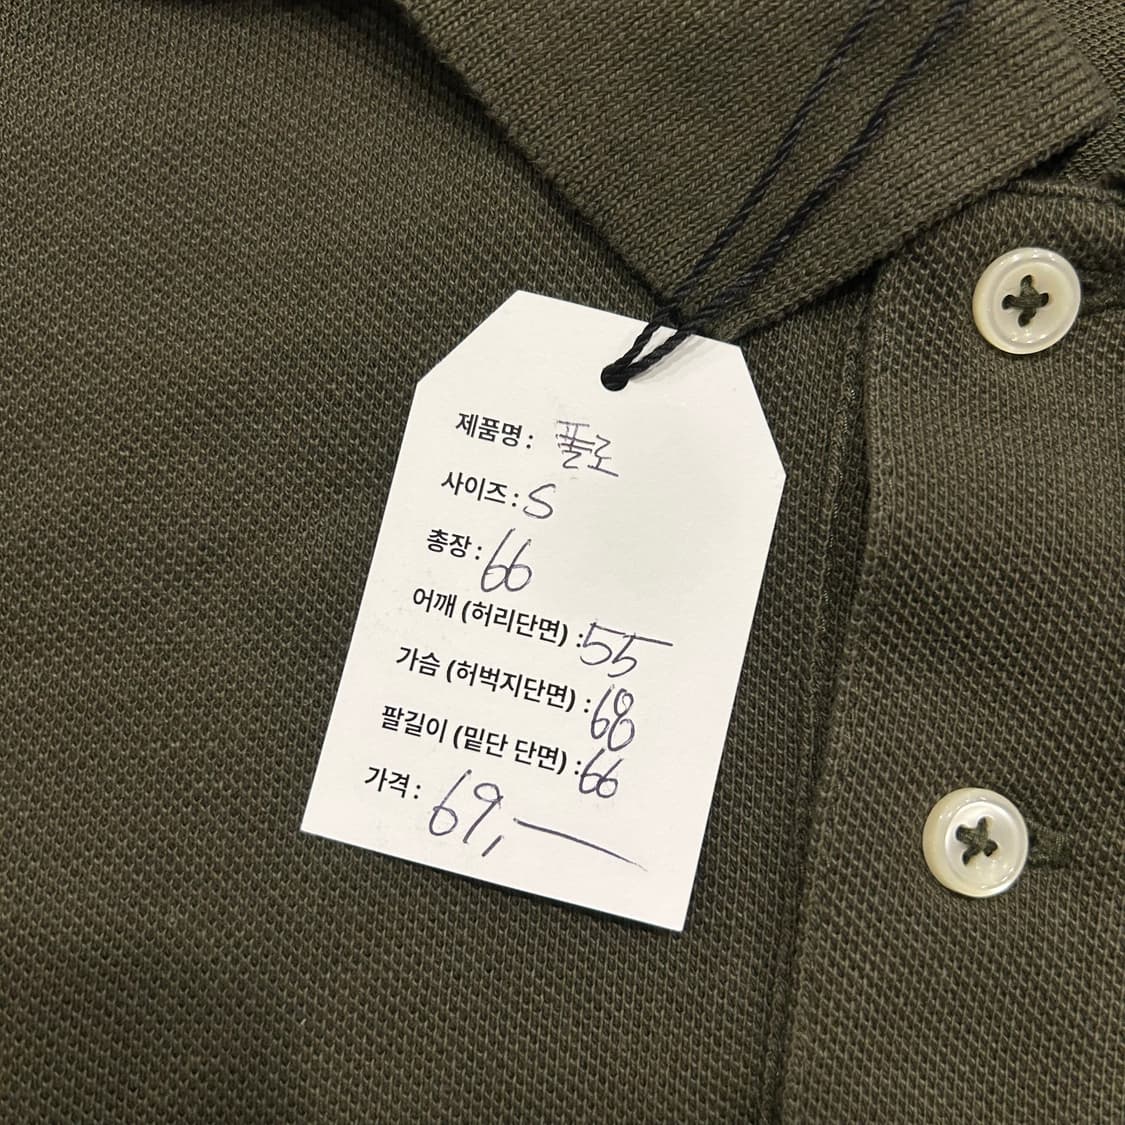 제품명 : 폴로
사이즈 : S
총장 : 66
어깨 (허리단면) : 55
가슴 (허벅지단면) : 68
팔길이 (밑단 단면) : 66
가격 : 69,—